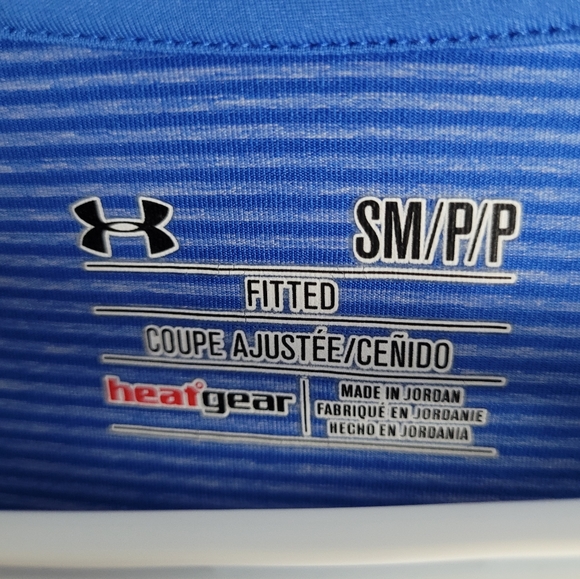 SM/P/P
FITTED
COUPE AJUSTÉE/CEÑIDO
heatgear
MADE IN JORDAN
FABRIQUÉ EN JORDANIE
HECHO EN JORDANIA